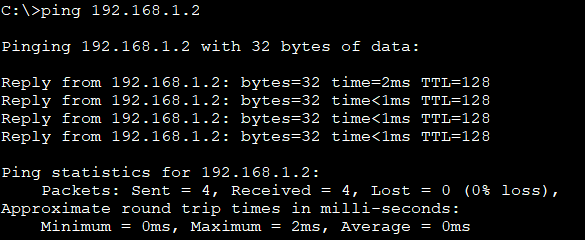 C:\>ping 192.168.1.2
Pinging 192.168.1.2 with 32 bytes of data:
Reply from 192.168.1.2: bytes=32 time=2ms TTL=128
Reply from 192.168.1.2: bytes=32 time<1ms TTL=128
Reply from 192.168.1.2: bytes=32 time<1ms TTL=128
Reply from 192.168.1.2: bytes=32 time<1ms TTL=128
Ping statistics for 192.168.1.2:
    Packets: Sent = 4, Received = 4, Lost = 0 (0% loss),
Approximate round trip times in milli-seconds:
    Minimum = 0ms, Maximum = 2ms, Average = 0ms